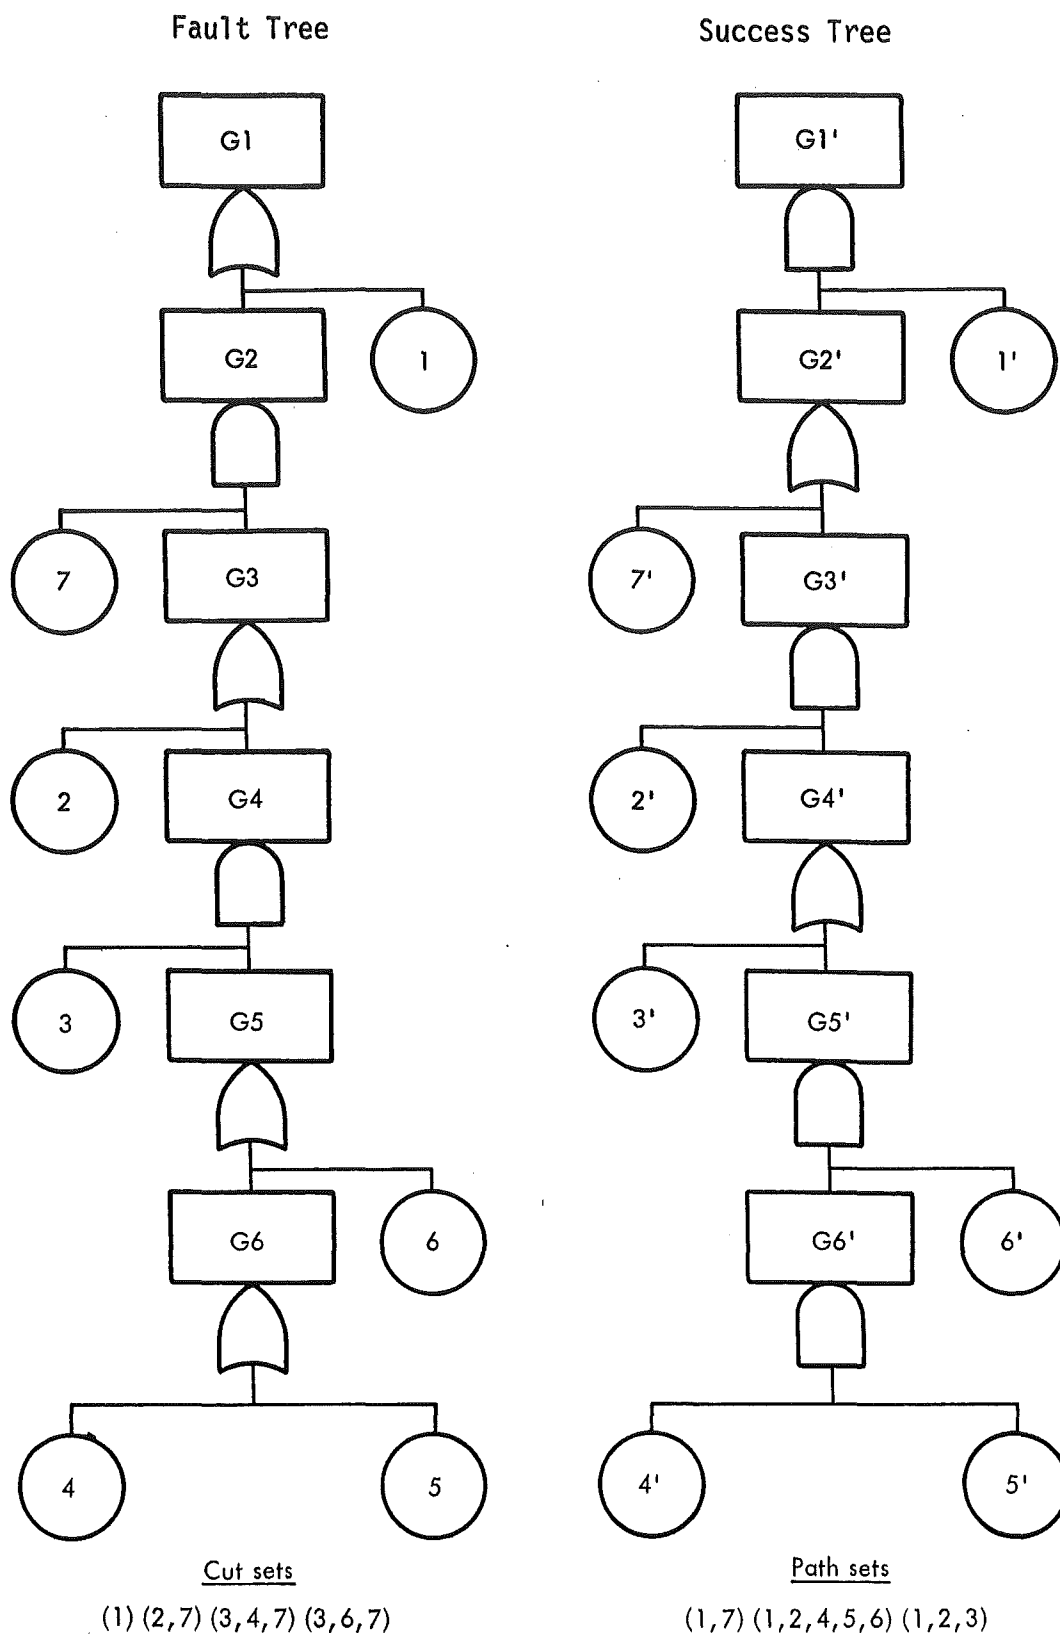 Fault Tree
Success Tree
G1
G1'
G2
1
G2'
1'
7
G3
7'
G3'
2
G4
2'
G4'
3
G5
3'
G5'
G6
6
G6'
6'
4
5
4'
5'
Cut sets
Path sets
(1) (2,7) (3,4,7) (3,6,7)
(1,7) (1,2,4,5,6) (1,2,3)